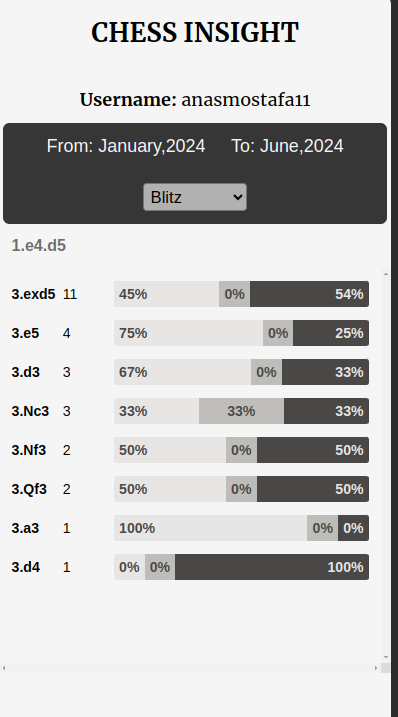 CHESS INSIGHT
Username: anasmostafa11
From: January,2024 To: June,2024
Blitz
1.e4.d5
3.exd5 11 45% 0% 54%
3.e5 4 75% 0% 25%
3.d3 3 67% 0% 33%
3.Nc3 3 33% 33% 33%
3.Nf3 2 50% 0% 50%
3.Qf3 2 50% 0% 50%
3.a3 1 100% 0% 0%
3.d4 1 0% 0% 100%